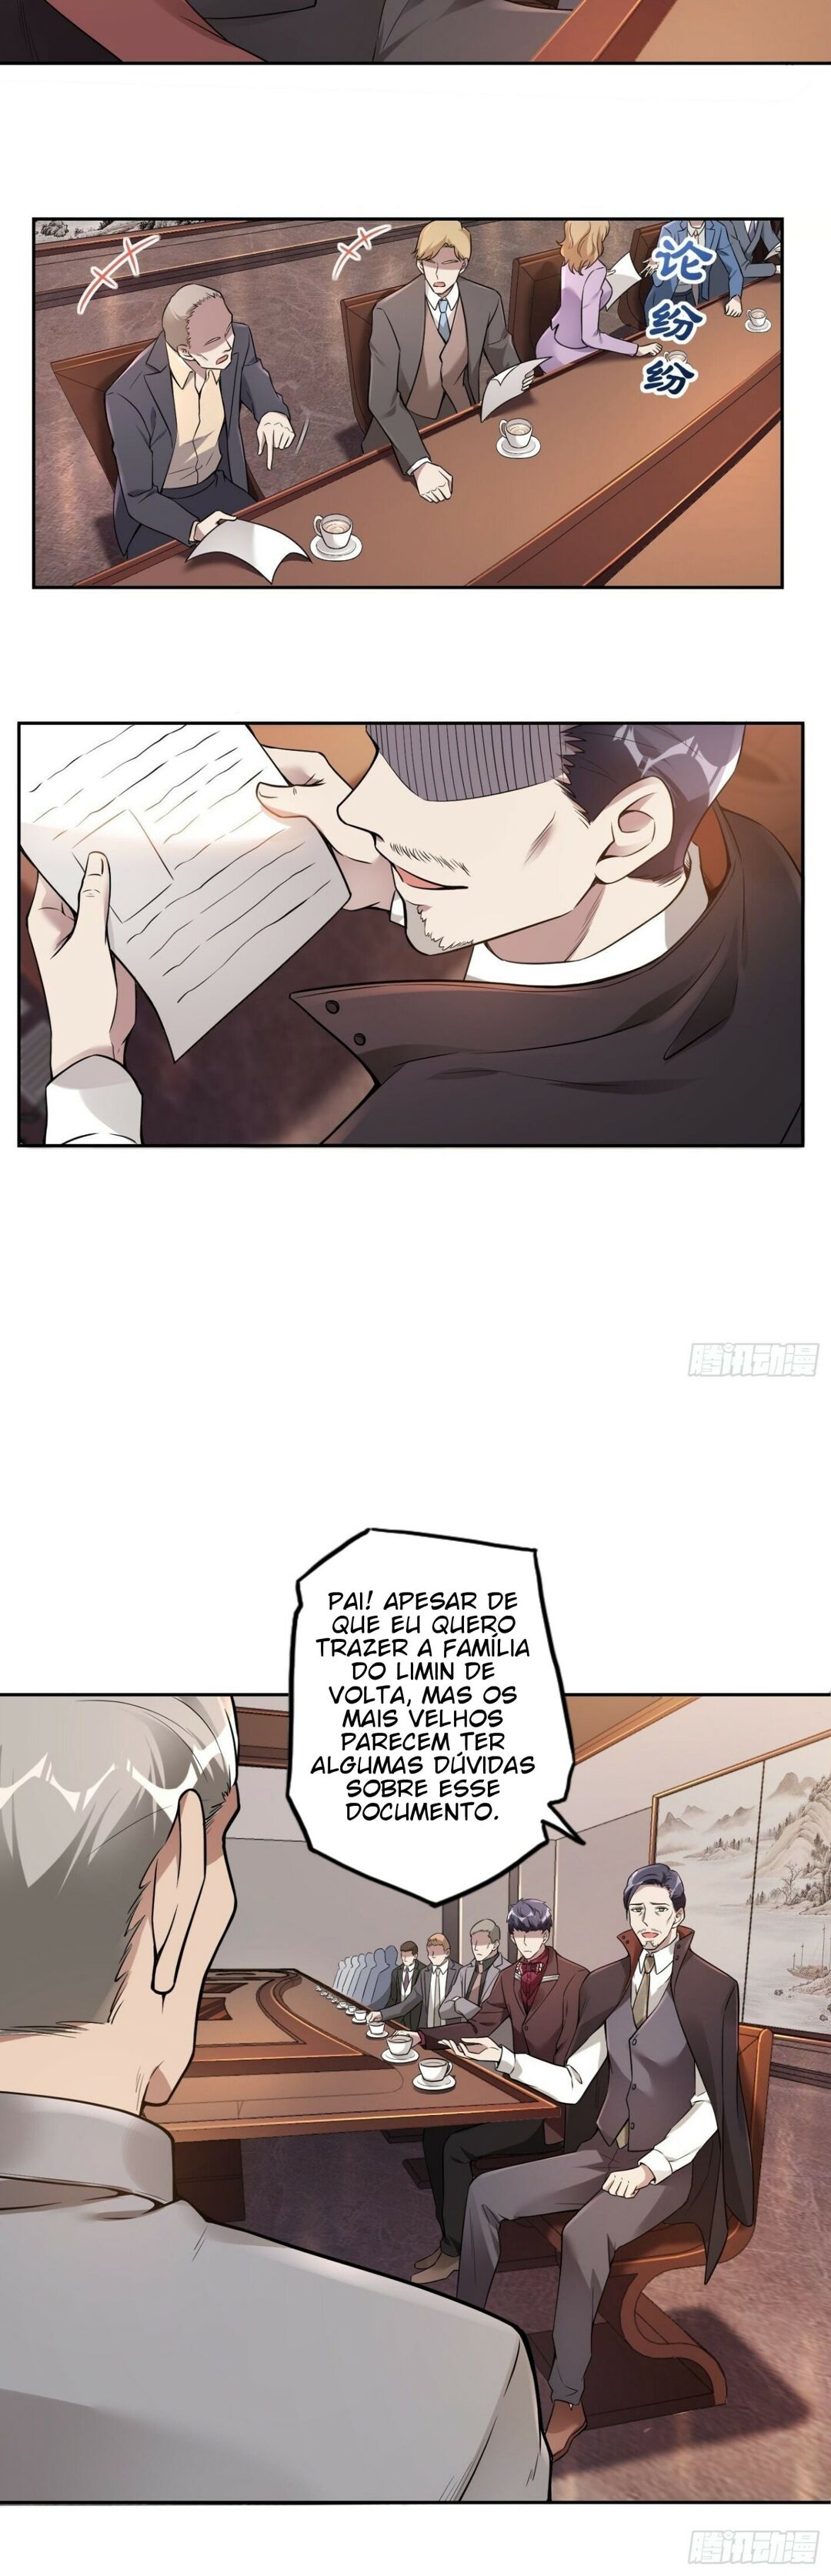 论
纷
纷
腾讯动漫
PAI! APESAR DE
QUE EU QUERO
TRAZER A FAMÍLIA
DO LIMIN DE
VOLTA, MAS OS
MAIS VELHOS
PARECEM TER
ALGUMAS DÚVIDAS
SOBRE ESSE
DOCUMENTO.
腾讯动漫